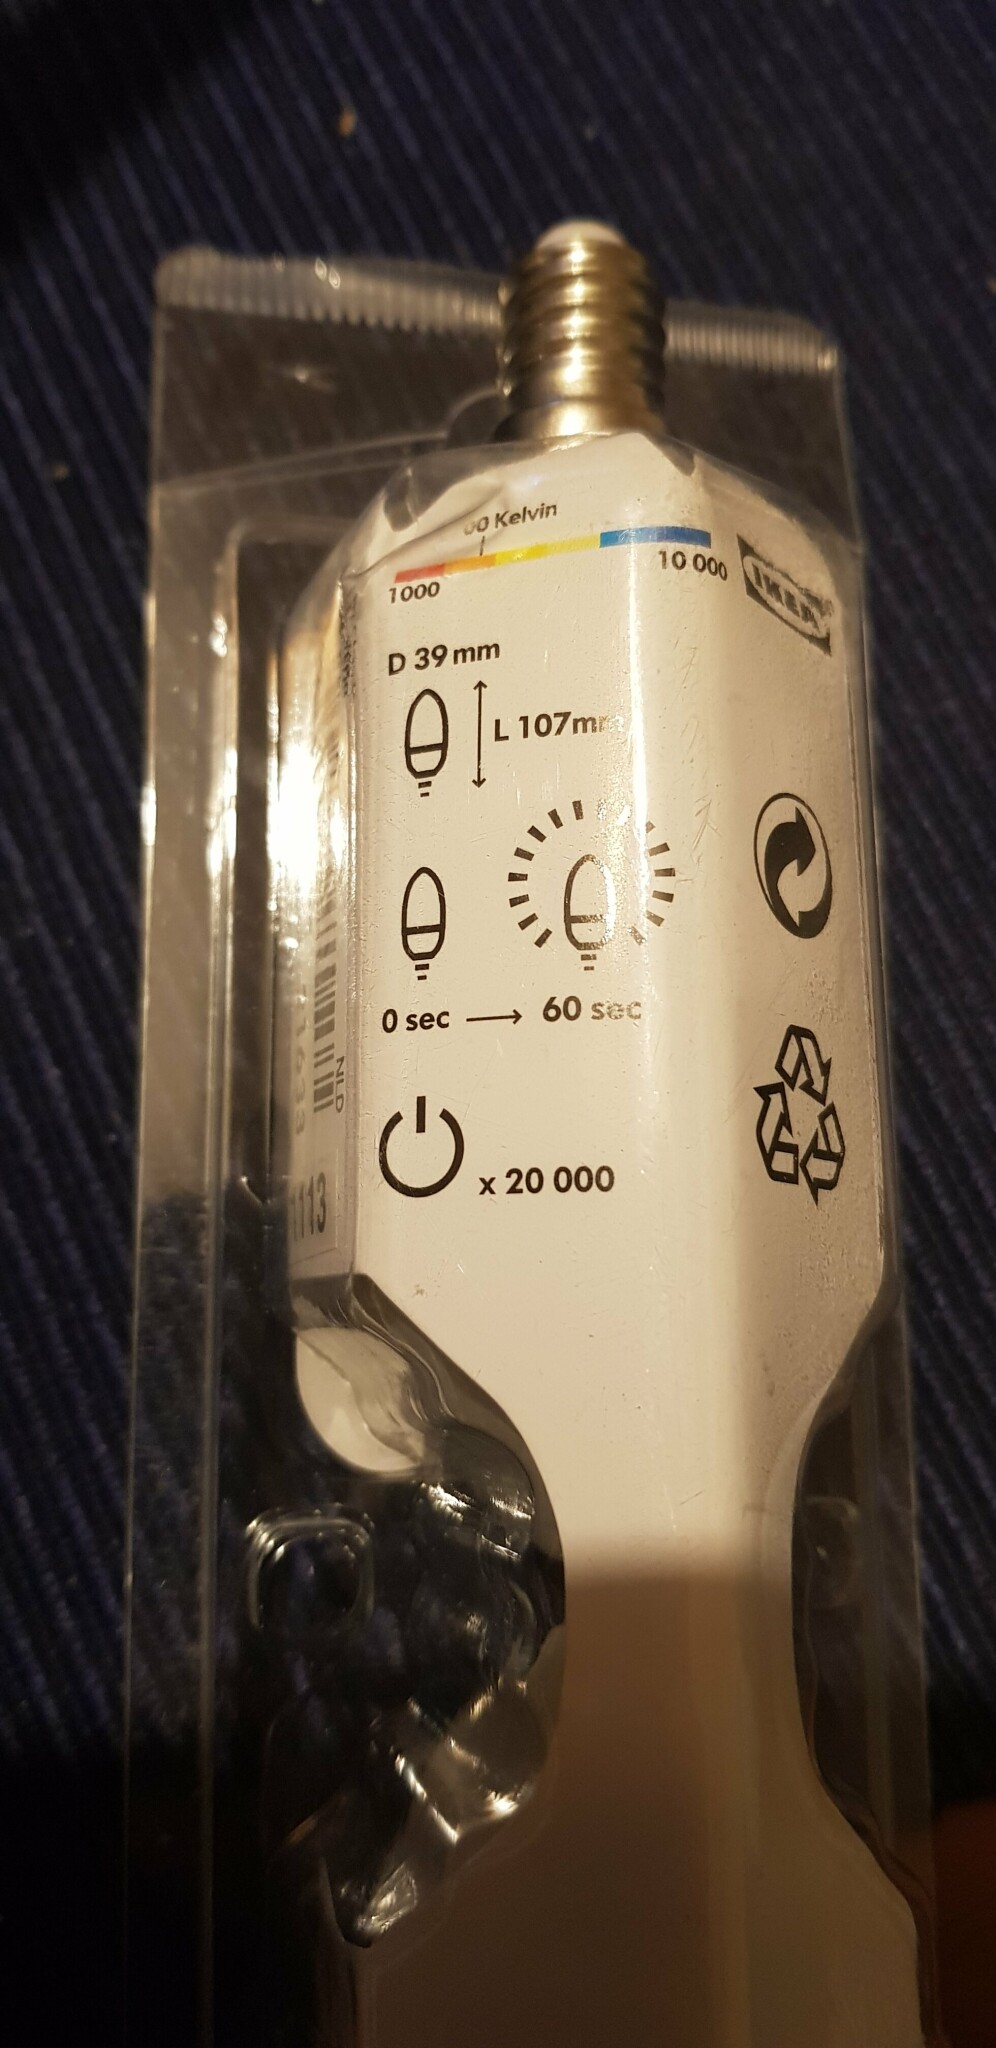 00 Kelvin
1000
10 000
IKEA
D 39 mm
L 107mm
0 sec → 60 sec
NLD
1113
x 20 000